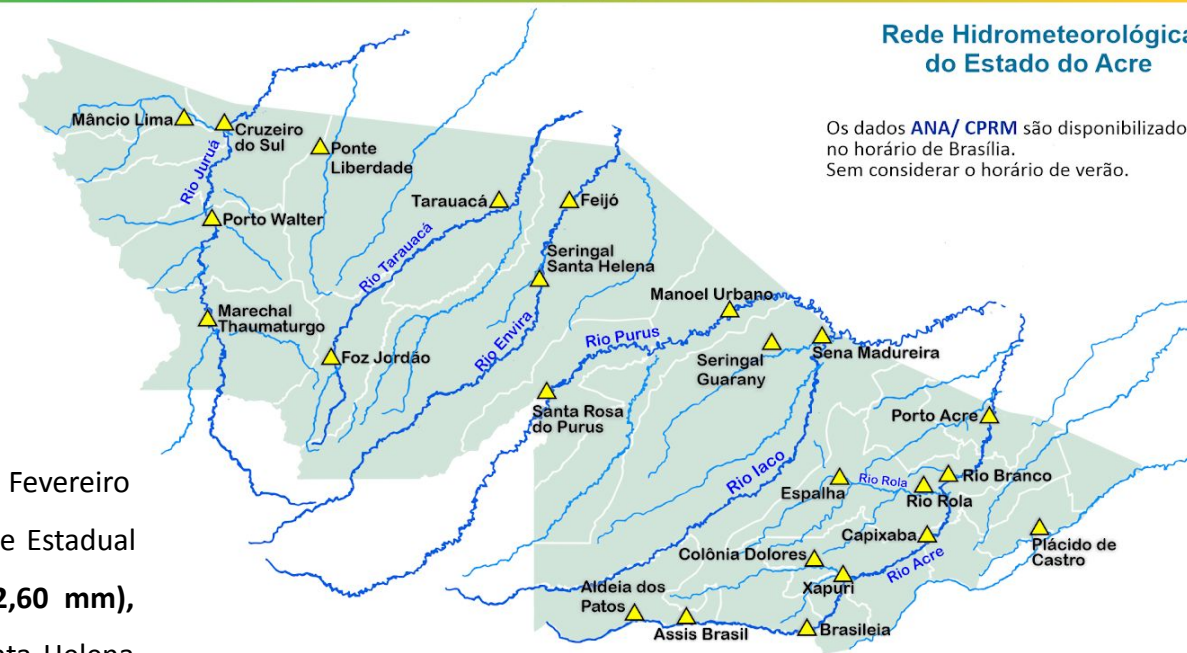 Rede Hidrometeorológica
do Estado do Acre
Os dados ANA/ CPRM são disponibilizado
no horário de Brasília.
Sem considerar o horário de verão.
Mâncio Lima
Cruzeiro
do Sul
Ponte
Liberdade
Rio Juruá
Porto Walter
Tarauacá
Feijó
Rio Tarauacá
Seringal
Santa Helena
Marechal
Thaumaturgo
Foz Jordão
Rio Envira
Manoel Urbano
Rio Purus
Seringal
Guarany
Sena Madureira
Santa Rosa
do Purus
Porto Acre
Rio Iaco
Espalha
Rio Rola
Rio Rola
Rio Branco
Capixaba
Plácido de
Castro
Colônia Dolores
Rio Acre
Xapuri
Aldeia dos
Patos
Assis Brasil
Brasileia
Fevereiro
e Estadual
2,60 mm),
ta Helena